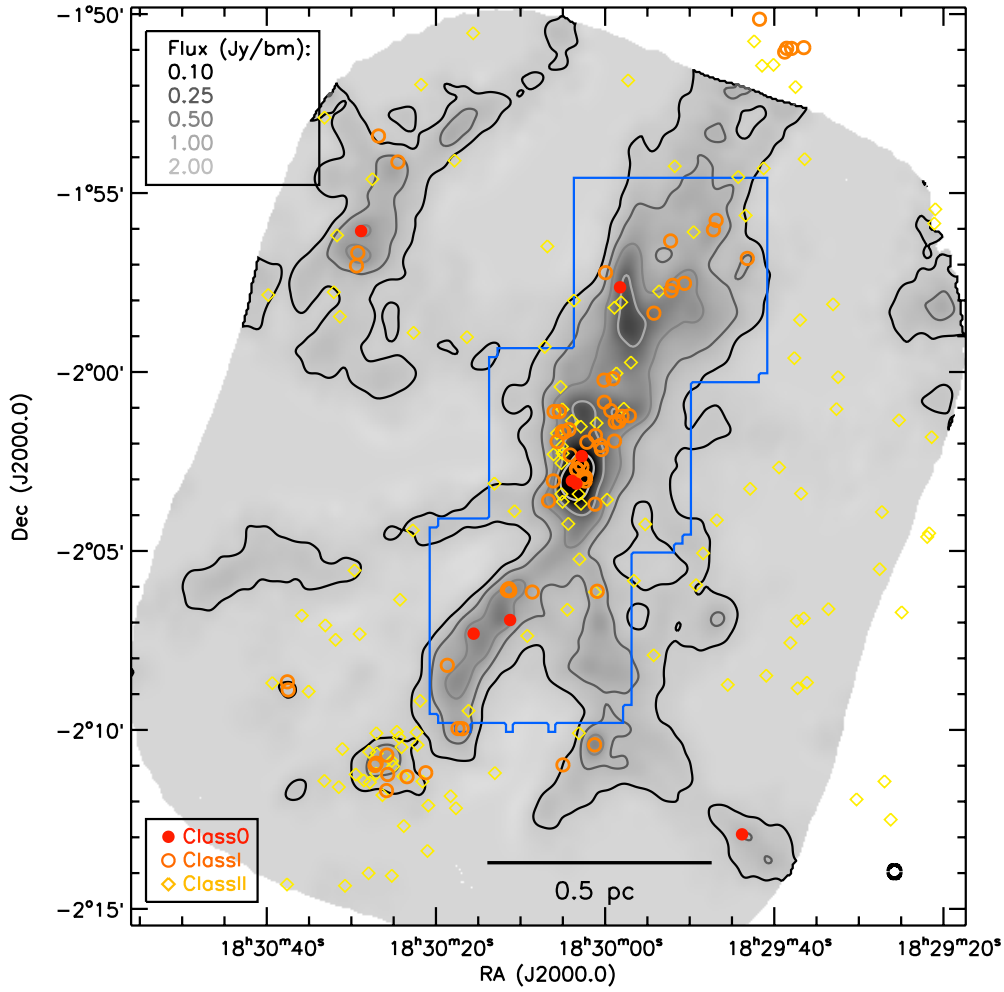 -1°50'
Flux (Jy/bm):
0.10
0.25
0.50
1.00
2.00
-1°55'
-2°00'
-2°05'
-2°10'
-2°15'
Dec (J2000.0)
Class0
ClassI
ClassII
0.5 pc
18ʰ30ᵐ40ˢ
18ʰ30ᵐ20ˢ
18ʰ30ᵐ00ˢ
18ʰ29ᵐ40ˢ
18ʰ29ᵐ20ˢ
RA (J2000.0)